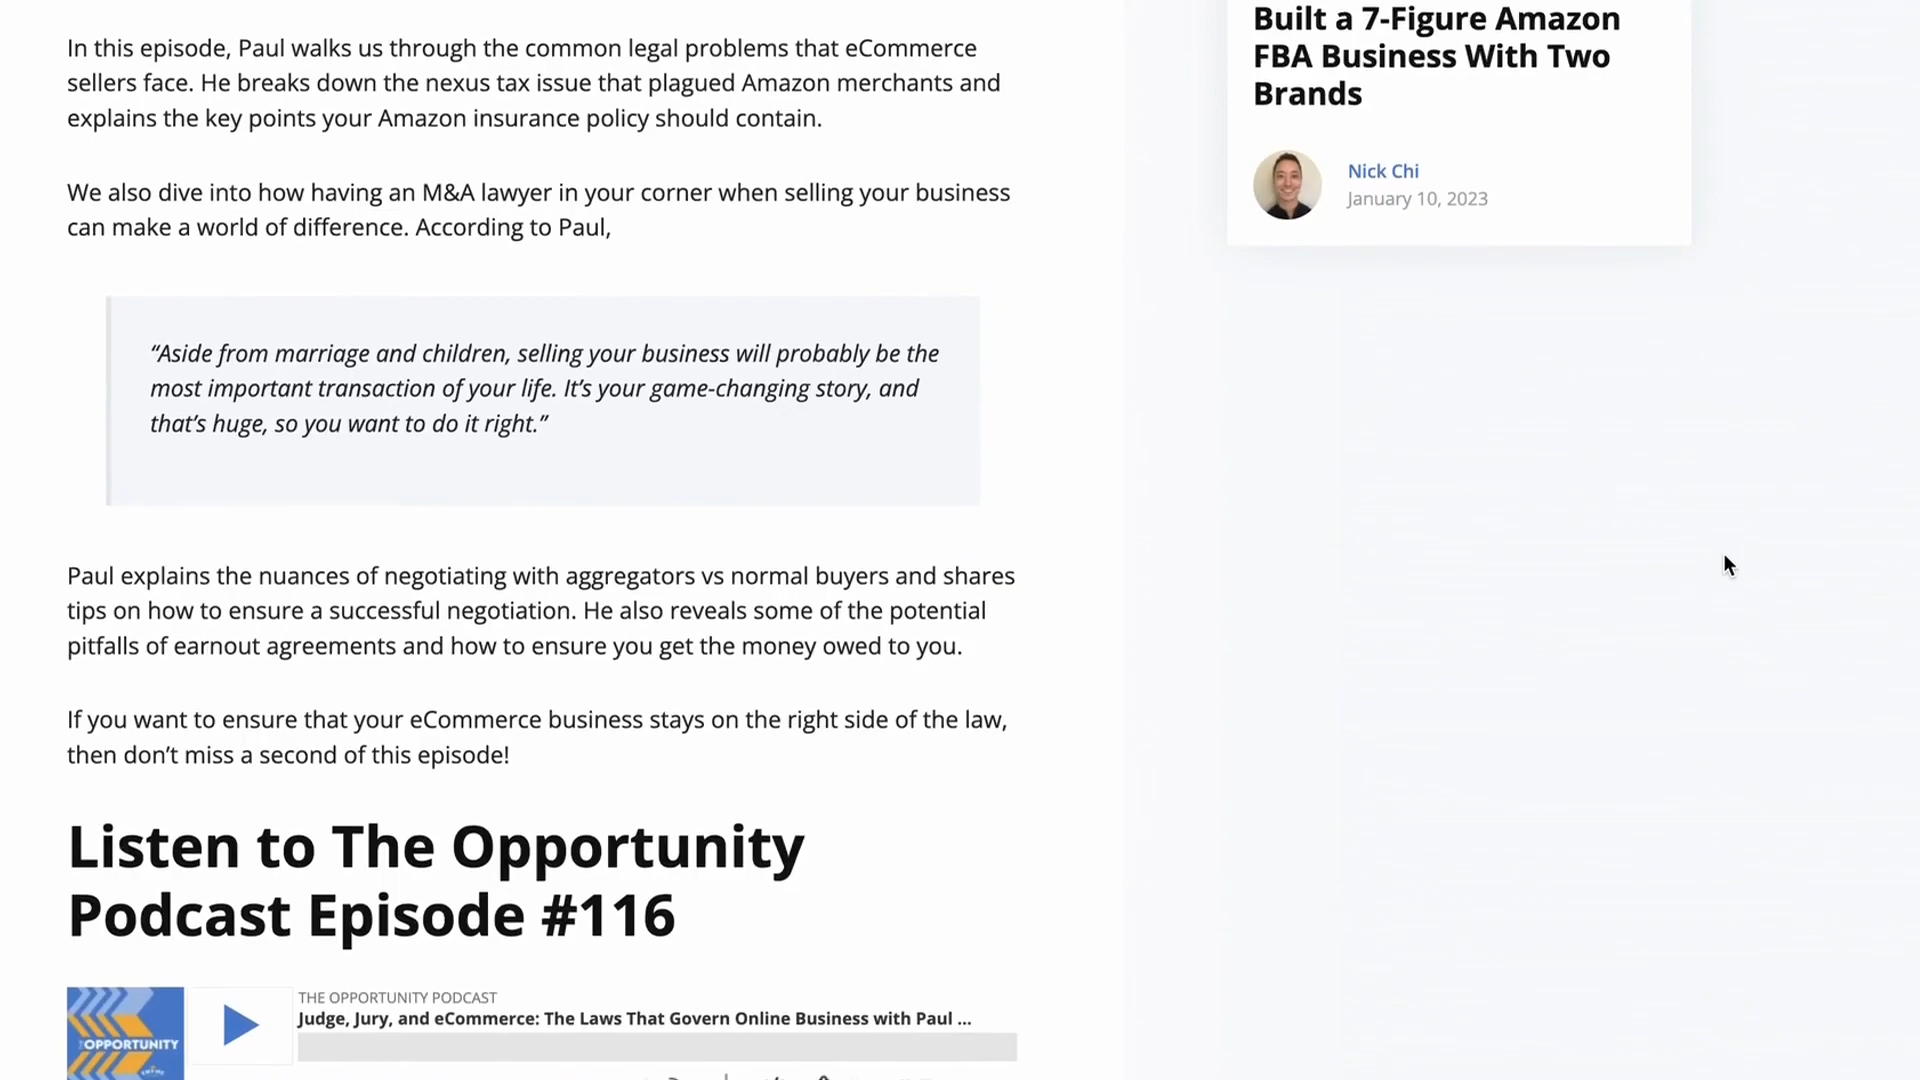 In this episode, Paul walks us through the common legal problems that eCommerce
sellers face. He breaks down the nexus tax issue that plagued Amazon merchants and
explains the key points your Amazon insurance policy should contain.
We also dive into how having an M&A lawyer in your corner when selling your business
can make a world of difference. According to Paul,
“Aside from marriage and children, selling your business will probably be the
most important transaction of your life. It’s your game-changing story, and
that’s huge, so you want to do it right.”
Paul explains the nuances of negotiating with aggregators vs normal buyers and shares
tips on how to ensure a successful negotiation. He also reveals some of the potential
pitfalls of earnout agreements and how to ensure you get the money owed to you.
If you want to ensure that your eCommerce business stays on the right side of the law,
then don’t miss a second of this episode!
Listen to The Opportunity
Podcast Episode #116
THE OPPORTUNITY PODCAST
Judge, Jury, and eCommerce: The Laws That Govern Online Business with Paul ...
OPPORTUNITY
Built a 7-Figure Amazon
FBA Business With Two
Brands
Nick Chi
January 10, 2023